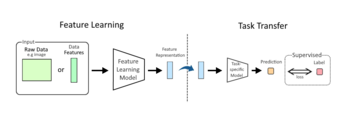 Feature Learning
Task Transfer
Input
Raw Data
e.g image
or
Data
Features
Feature
Learning
Model
Feature
Representation
Task-
specific
Model
Prediction
Supervised
loss
Label